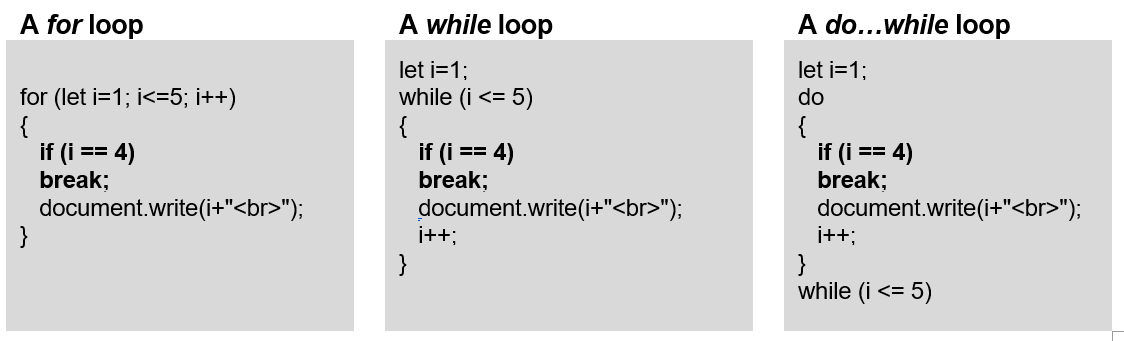 A for loop
for (let i=1; i<=5; i++)
{
if (i == 4)
break;
document.write(i+"<br>");
}
A while loop
let i=1;
while (i <= 5)
{
if (i == 4)
break;
document.write(i+"<br>");
i++;
}
A do…while loop
let i=1;
do
{
if (i == 4)
break;
document.write(i+"<br>");
i++;
}
while (i <= 5)